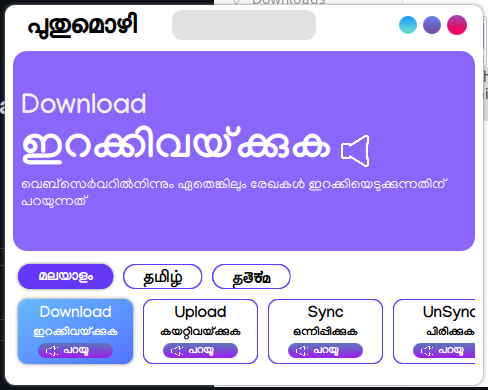 Downloads
പുതുമൊഴി
Download
ഇറക്കിവയ്ക്കുക
വെബ്സെർവറിൽനിന്നും ഏതെങ്കിലും രേഖകൾ ഇറക്കിയെടുക്കുന്നതിന്
പറയുന്നത്
മലയാളം തമിഴ്
Download Upload Sync UnSync
ഇറക്കിവയ്ക്കുക കയറ്റിവയ്ക്കുക ഒന്നിപ്പിക്കുക പിരിക്കുക
പറയൂ പറയൂ പറയൂ പറയൂ